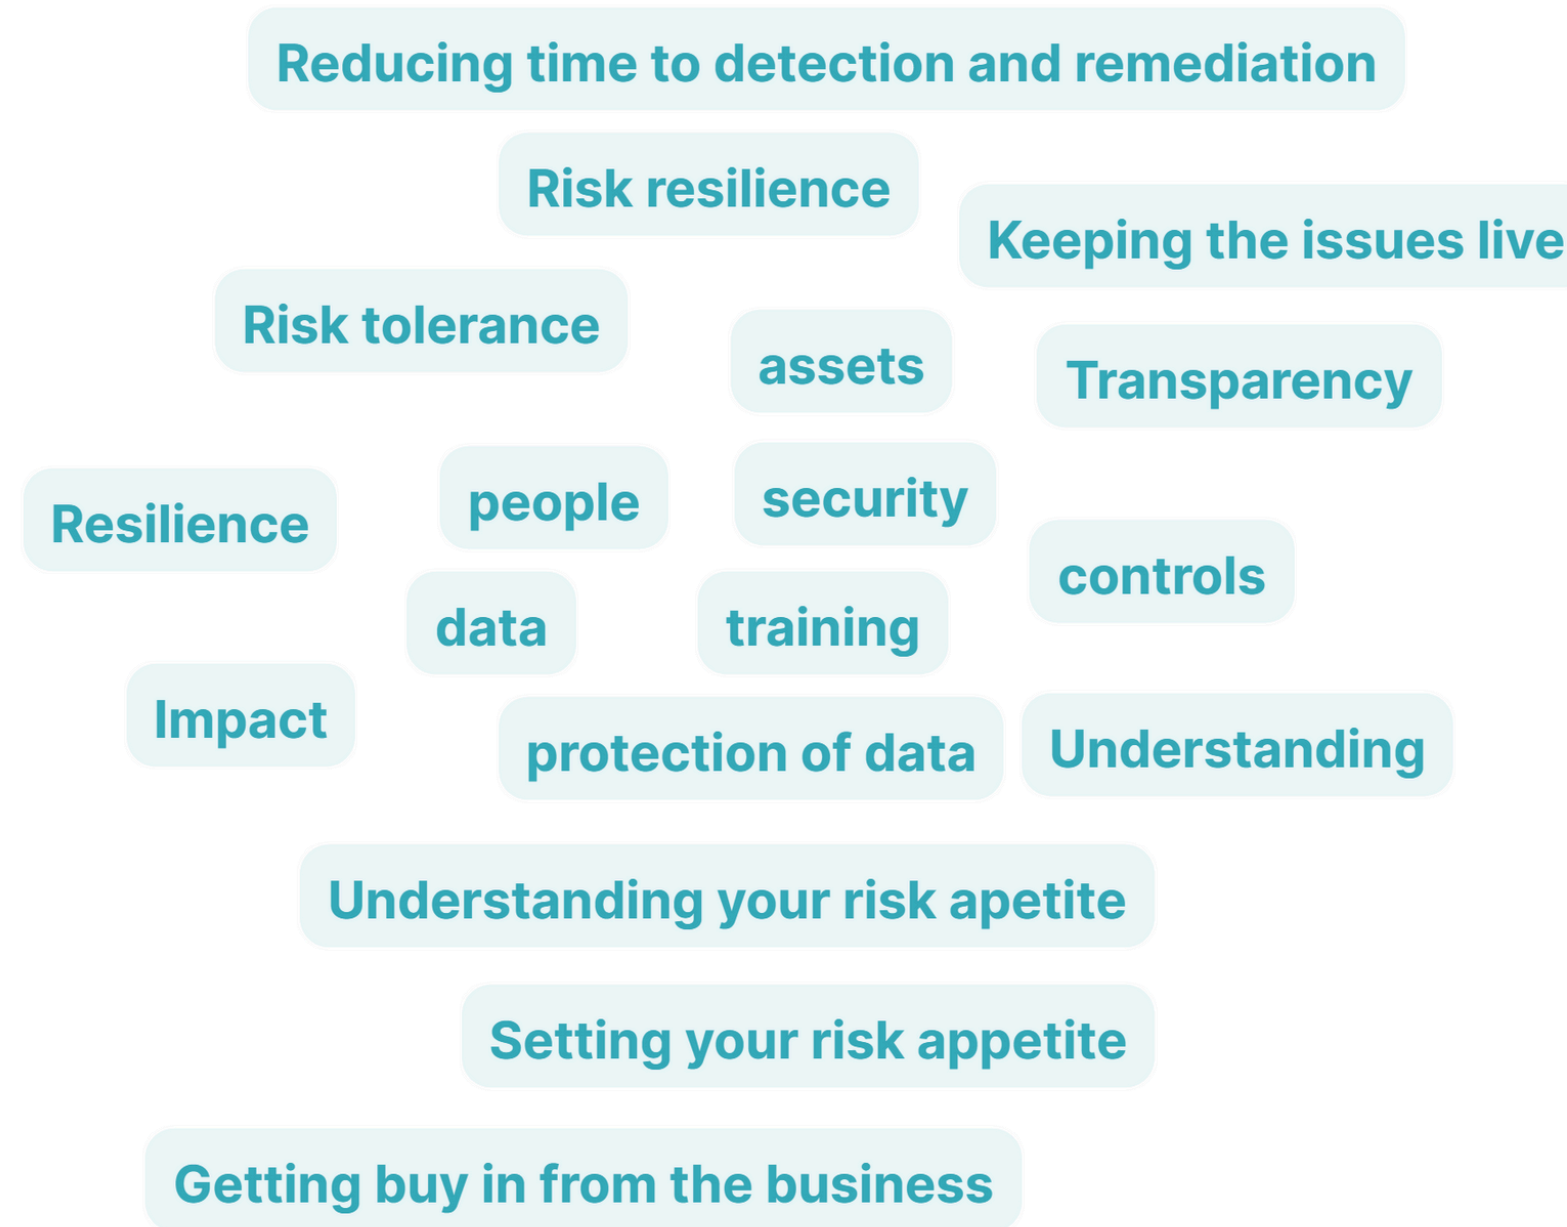 Reducing time to detection and remediation
Risk resilience
Keeping the issues live
Risk tolerance
assets
Transparency
people
security
Resilience
controls
data
training
Impact
protection of data
Understanding
Understanding your risk apetite
Setting your risk appetite
Getting buy in from the business